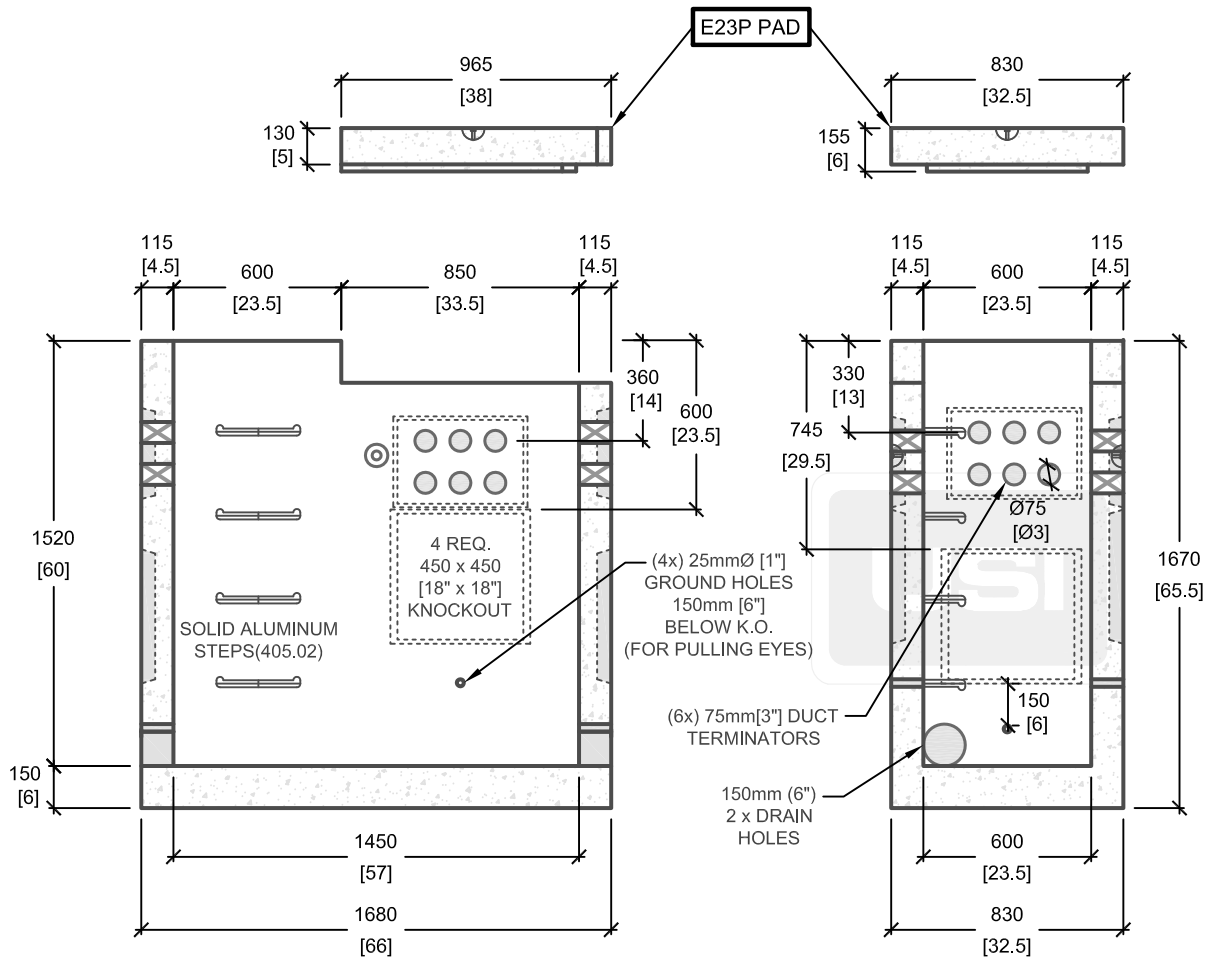 E23P PAD
965
[38]
830
[32.5]
130
[5]
155
[6]
115
[4.5]
600
[23.5]
850
[33.5]
115
[4.5]
115
[4.5]
600
[23.5]
115
[4.5]
360
[14]
600
[23.5]
330
[13]
745
[29.5]
Ø75
[Ø3]
1520
[60]
1670
[65.5]
4 REQ.
450 x 450
[18" x 18"]
KNOCKOUT
(4x) 25mmØ [1"]
GROUND HOLES
150mm [6"]
BELOW K.O.
(FOR PULLING EYES)
SOLID ALUMINUM
STEPS(405.02)
USI
(6x) 75mm[3"] DUCT
TERMINATORS
150
[6]
150
[6]
150mm (6")
2 x DRAIN
HOLES
1450
[57]
600
[23.5]
1680
[66]
830
[32.5]